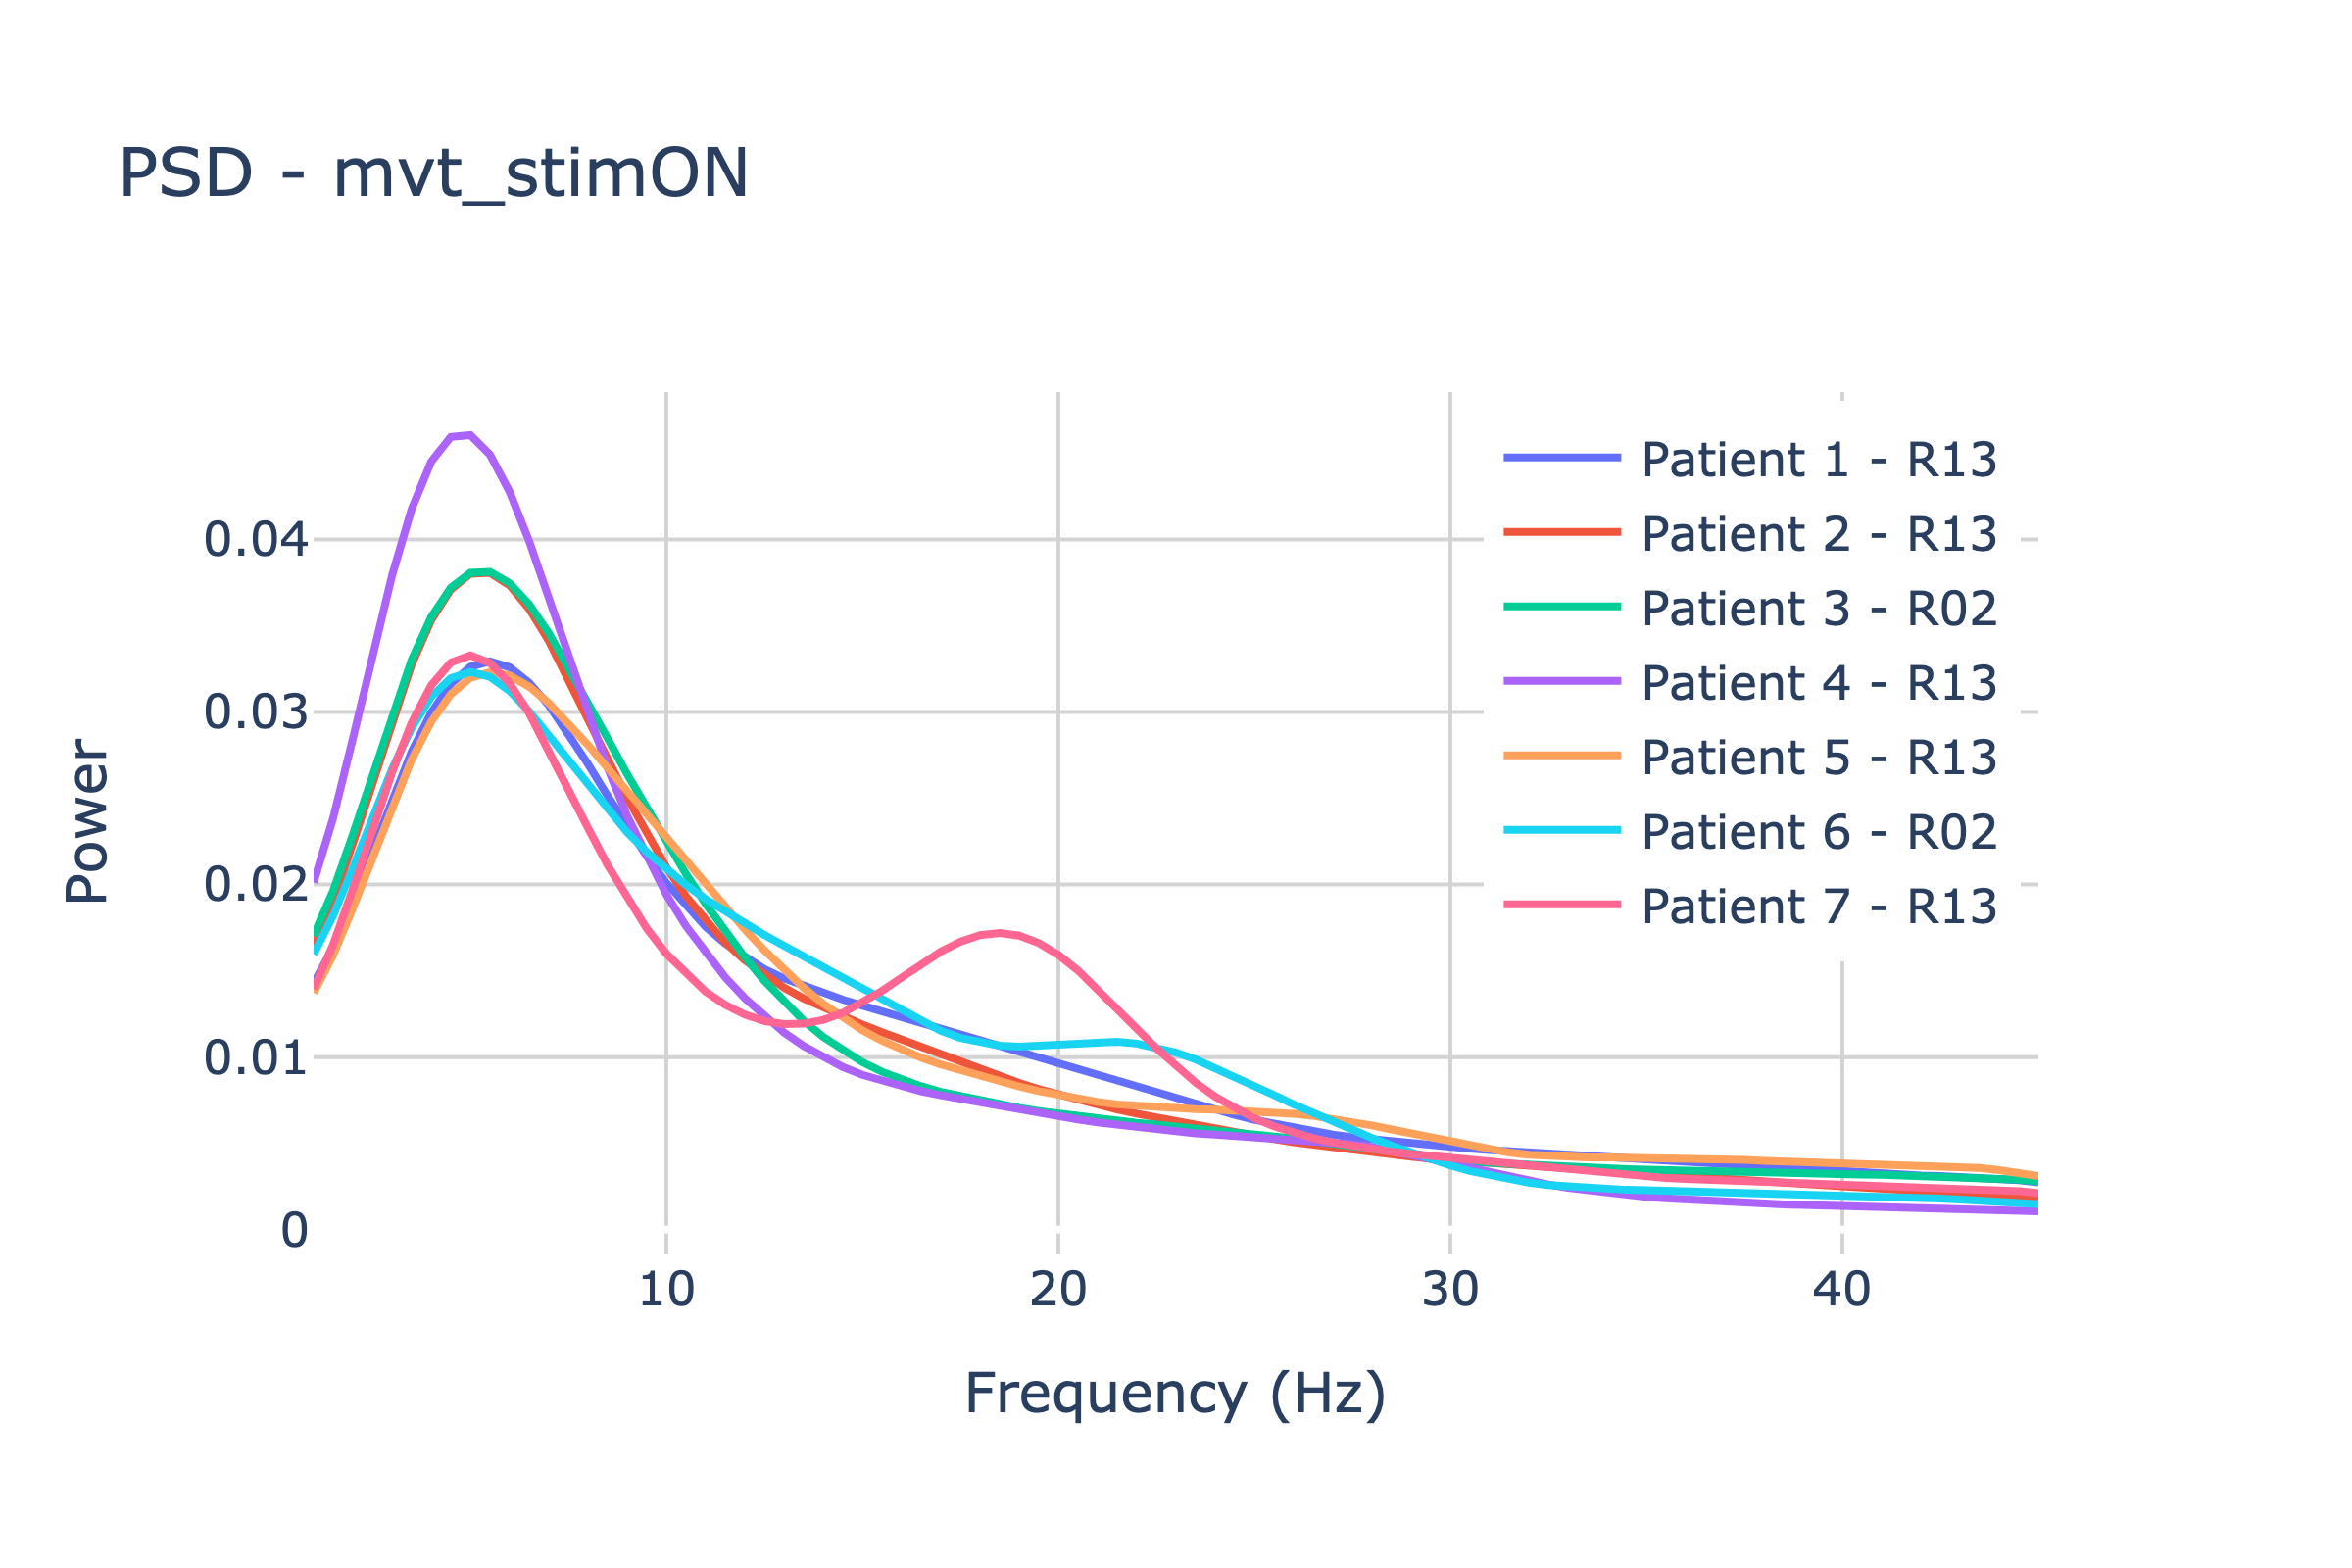 PSD - mvt_stimON
Patient 1 - R13
Patient 2 - R13
Patient 3 - R02
Patient 4 - R13
Patient 5 - R13
Patient 6 - R02
Patient 7 - R13
0.04
0.03
0.02
0.01
0
Power
10 20 30 40
Frequency (Hz)